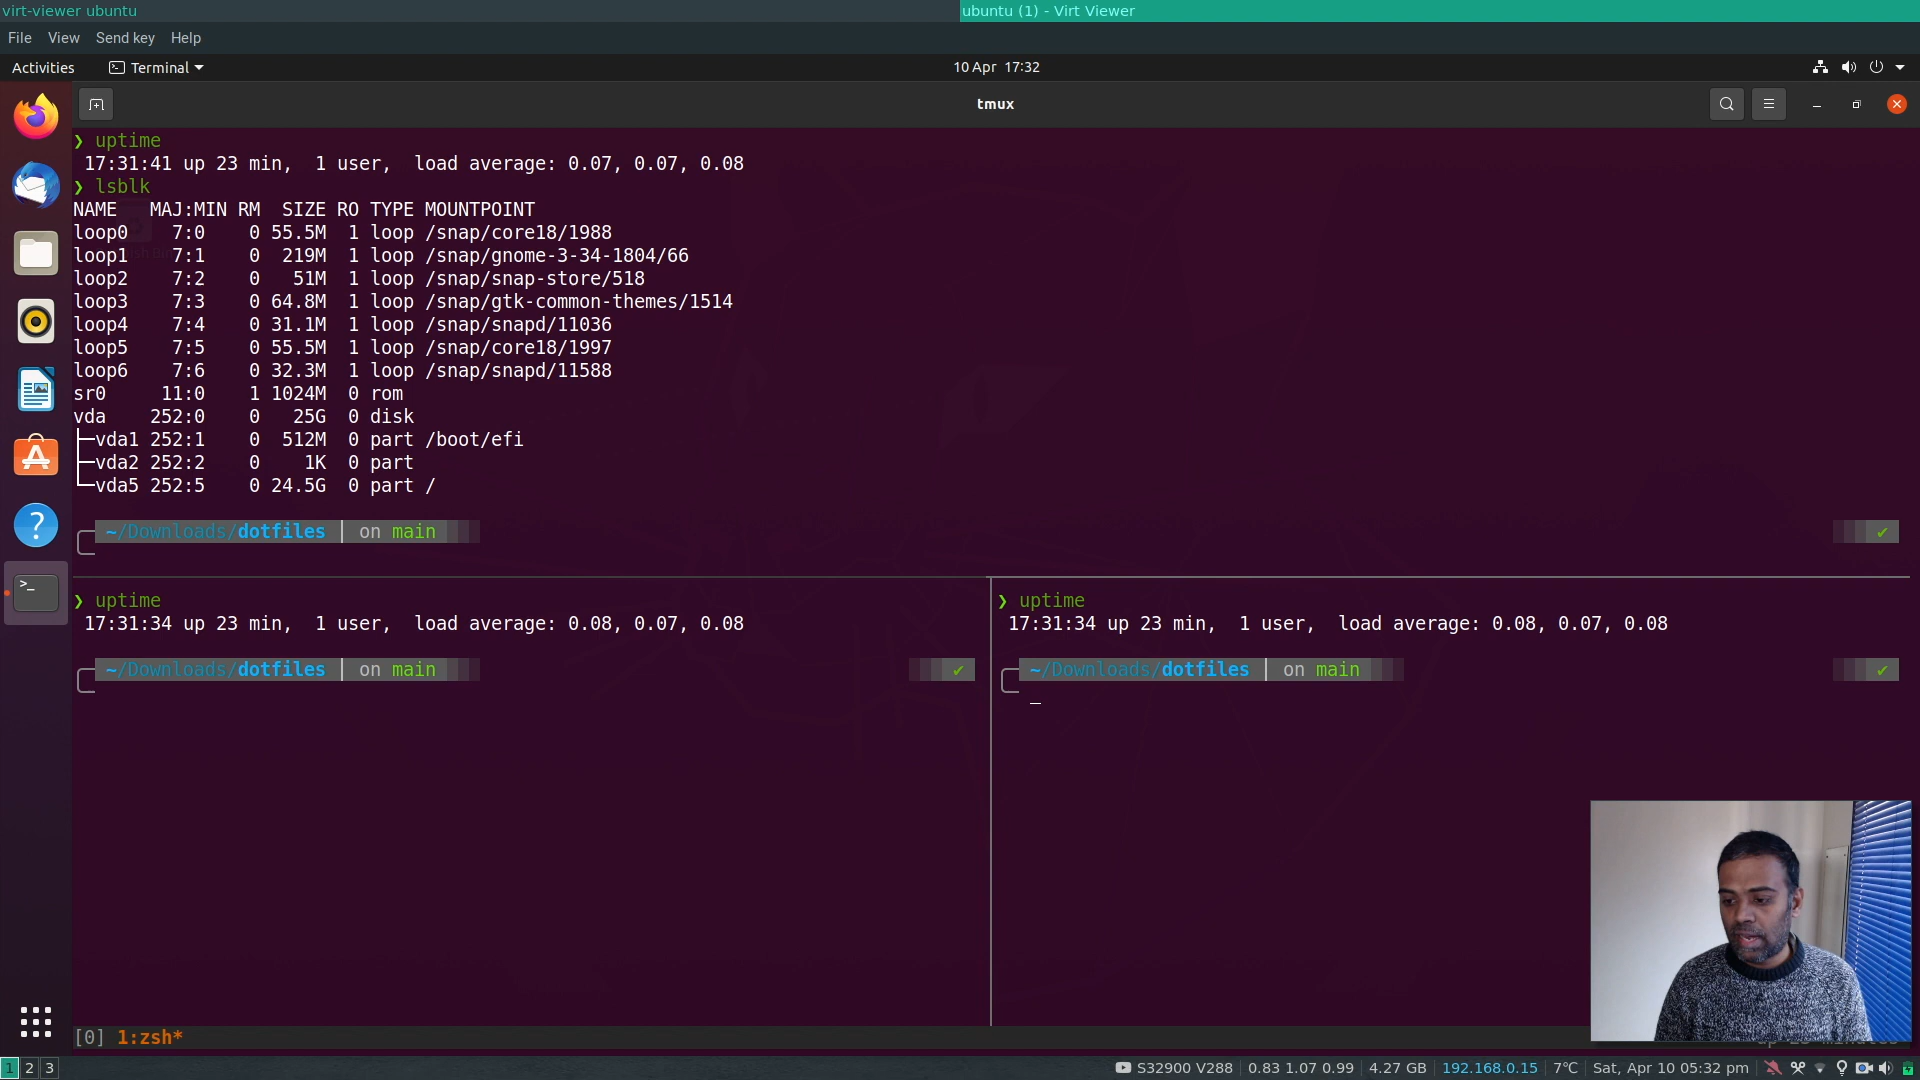 virt-viewer ubuntu
ubuntu (1) - Virt Viewer
File View Send key Help
Activities Terminal 10 Apr 17:32
tmux
❯ uptime
17:31:41 up 23 min, 1 user, load average: 0.07, 0.07, 0.08
❯ lsblk
NAME MAJ:MIN RM SIZE RO TYPE MOUNTPOINT
loop0 7:0 0 55.5M 1 loop /snap/core18/1988
loop1 7:1 0 219M 1 loop /snap/gnome-3-34-1804/66
loop2 7:2 0 51M 1 loop /snap/snap-store/518
loop3 7:3 0 64.8M 1 loop /snap/gtk-common-themes/1514
loop4 7:4 0 31.1M 1 loop /snap/snapd/11036
loop5 7:5 0 55.5M 1 loop /snap/core18/1997
loop6 7:6 0 32.3M 1 loop /snap/snapd/11588
sr0 11:0 1 1024M 0 rom
vda 252:0 0 25G 0 disk
├─vda1 252:1 0 512M 0 part /boot/efi
├─vda2 252:2 0 1K 0 part
└─vda5 252:5 0 24.5G 0 part /
~/Downloads/dotfiles | on main ✔
❯ uptime
17:31:34 up 23 min, 1 user, load average: 0.08, 0.07, 0.08
~/Downloads/dotfiles | on main ✔
❯ uptime
17:31:34 up 23 min, 1 user, load average: 0.08, 0.07, 0.08
~/Downloads/dotfiles | on main ✔
_
[0] 1:zsh*
1 2 3
S32900 V288 0.83 1.07 0.99 4.27 GB 192.168.0.15 7°C Sat, Apr 10 05:32 pm